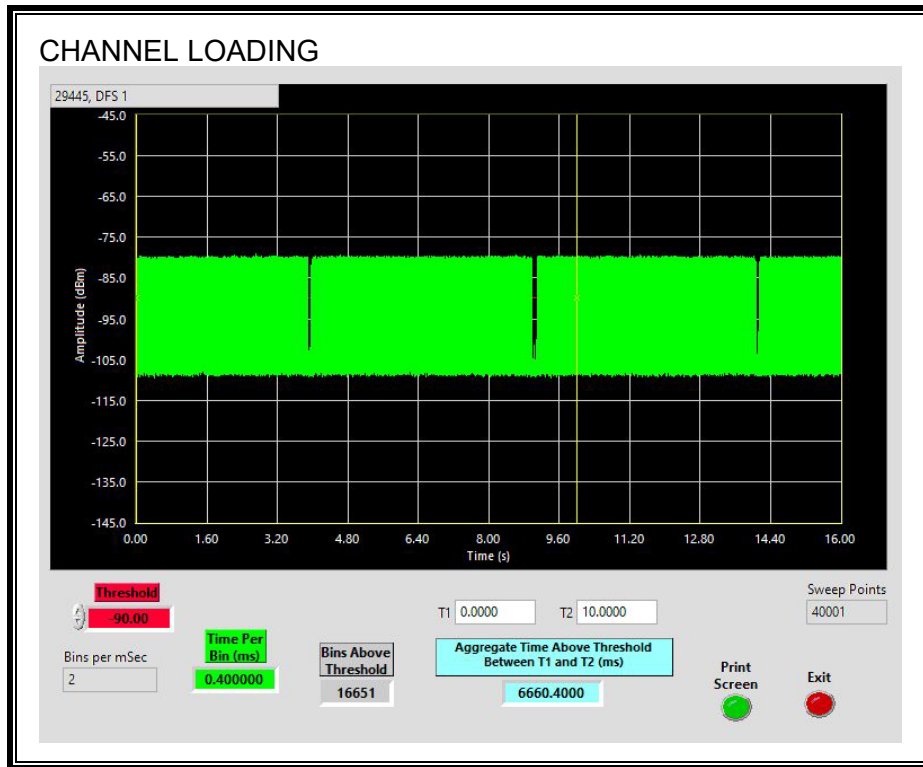 CHANNEL LOADING
29445, DFS 1
-45.0
-55.0
-65.0
-75.0
-85.0
-95.0
-105.0
-115.0
-125.0
-135.0
-145.0
Amplitude (dBm)
0.00 1.60 3.20 4.80 6.40 8.00 9.60 11.20 12.80 14.40 16.00
Time (s)
Threshold
-90.00
Bins per mSec
2
Time Per
Bin (ms)
0.400000
Bins Above
Threshold
16651
T1 0.0000 T2 10.0000
Aggregate Time Above Threshold
Between T1 and T2 (ms)
6660.4000
Sweep Points
40001
Print
Screen
Exit